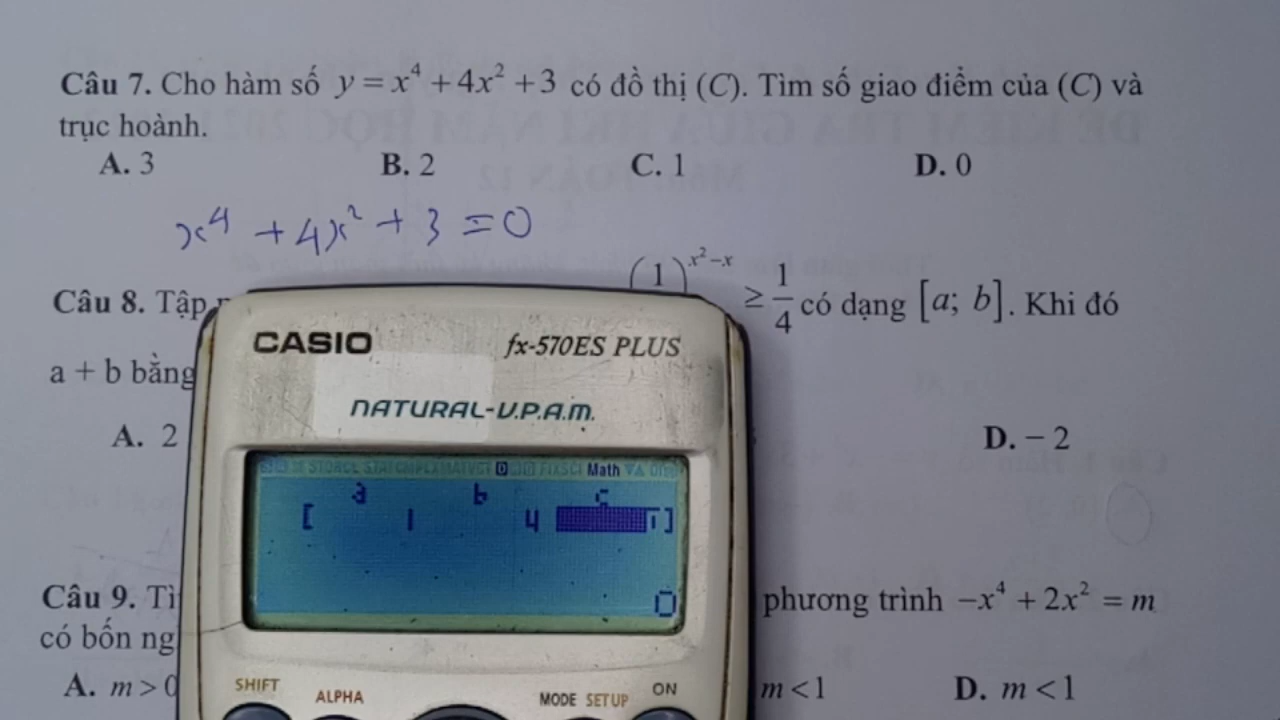 Câu 7. Cho hàm số y = x⁴ + 4x² + 3 có đồ thị (C). Tìm số giao điểm của (C) và
trục hoành.
A. 3 B. 2 C. 1 D. 0
x⁴ + 4x² + 3 = 0
Câu 8. Tập (1)^(x²−x) ≥ 1/4 có dạng [a; b]. Khi đó
a + b bằng
A. 2 D. − 2
CASIO fx-570ES PLUS
NATURAL-V.P.A.M.
D Math
a b c
[ 1 4 ]
0
Câu 9. phương trình −x⁴ + 2x² = m
có bốn
A. m > 0 m < 1 D. m < 1
SHIFT ALPHA MODE SETUP ON